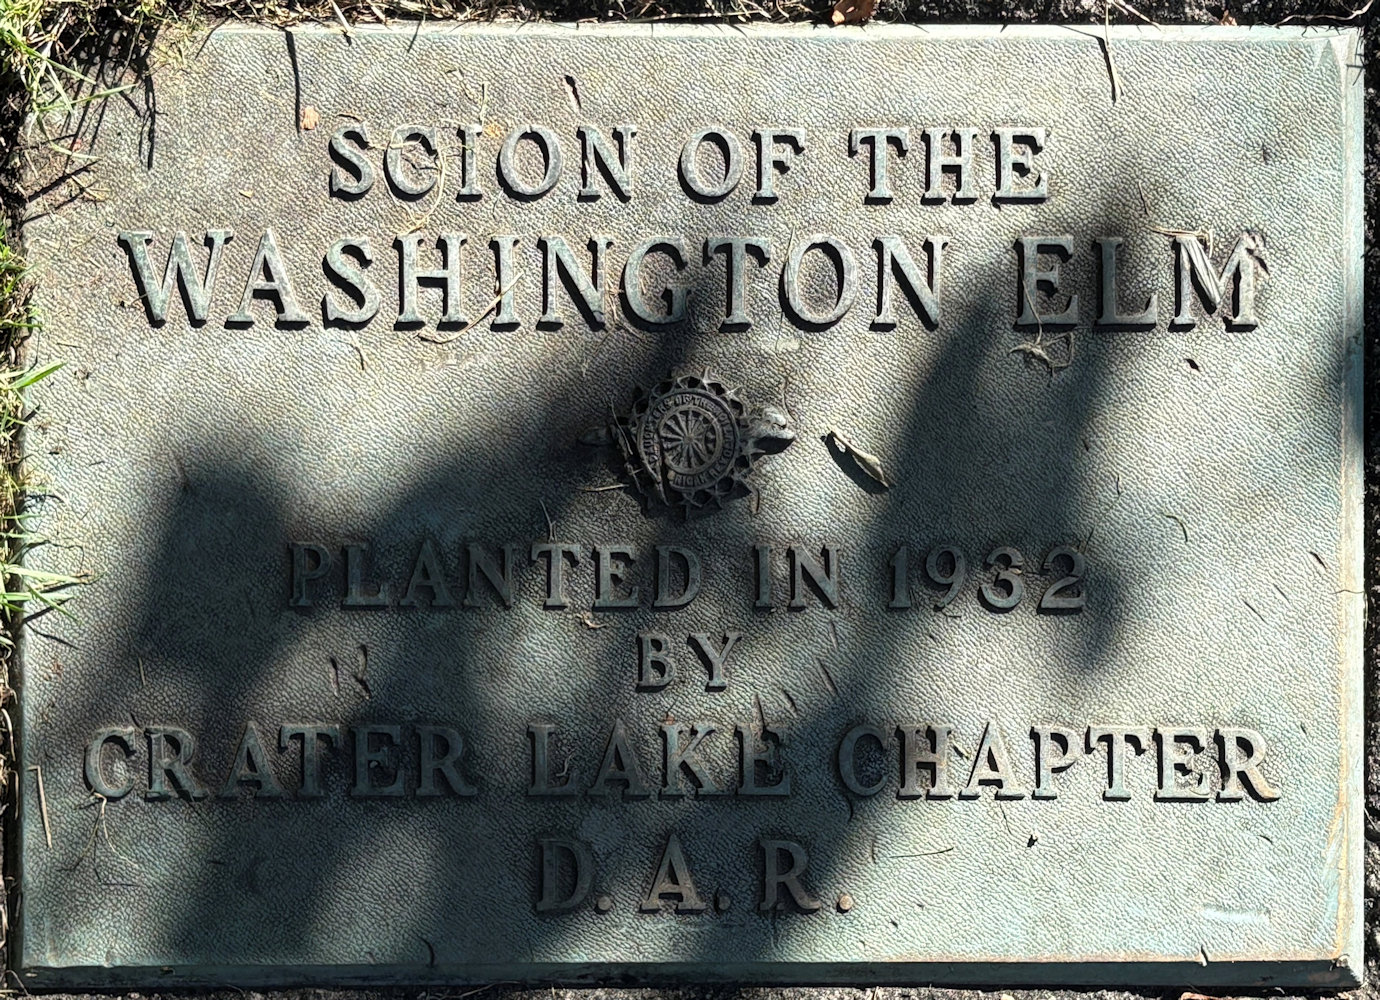 SCION OF THE
WASHINGTON ELM
PLANTED IN 1932
BY
CRATER LAKE CHAPTER
D.A.R.